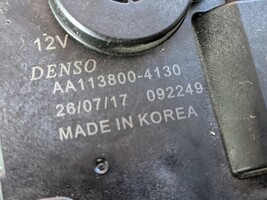 12V
DENSO
AA113800-4130
26/07/17 092249
MADE IN KOREA